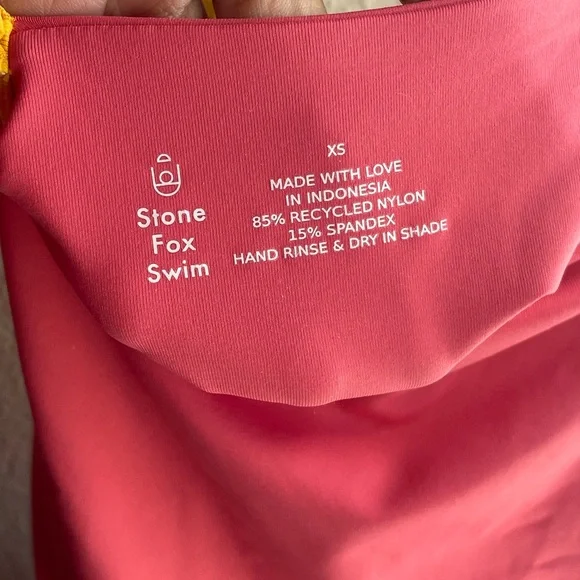 Stone
Fox
Swim
XS
MADE WITH LOVE
IN INDONESIA
85% RECYCLED NYLON
15% SPANDEX
HAND RINSE & DRY IN SHADE